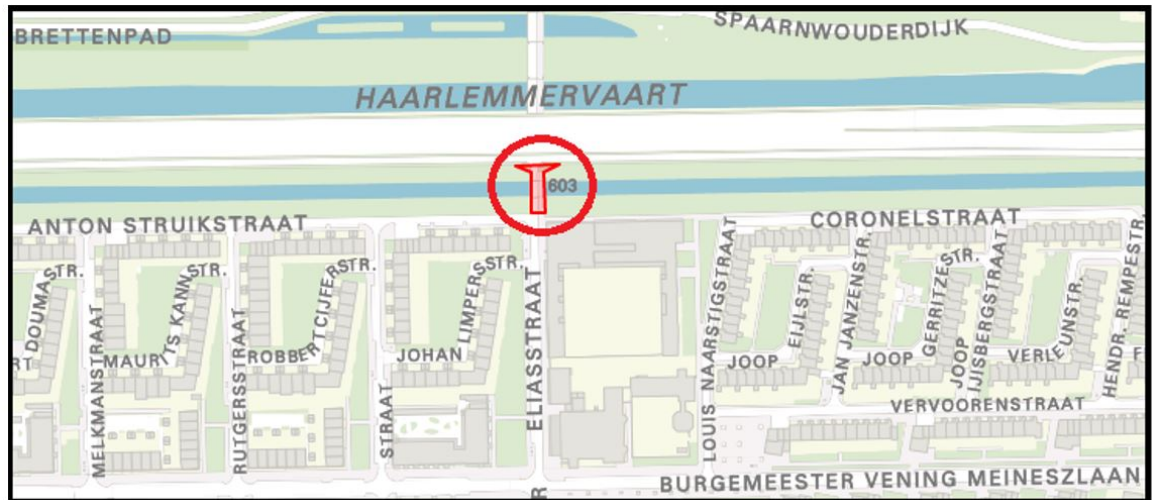 BRETTENPAD
SPAARNWOUDERDIJK
HAARLEMMERVAART
603
ANTON STRUIKSTRAAT
CORONELSTRAAT
DOUMASTR.
MELKMANSTRAAT
MAURITS KANNSTR.
RUTGERSSTRAAT
ROBBERT CIJFERSTR.
STRAAT
JOHAN LIMPERSSTR.
ELIASSTRAAT
LOUIS NAARSTIGSTRAAT
JOOP EIJLSTR.
JAN JANZENSTR.
JOOP GERRITZESTR.
JOOP IJISBERGSTRAAT
VERLEUNSTR.
HENDR. REMPESTR.
RT
F
VERVOORENSTRAAT
BURGEMEESTER VENING MEINESZLAAN
R